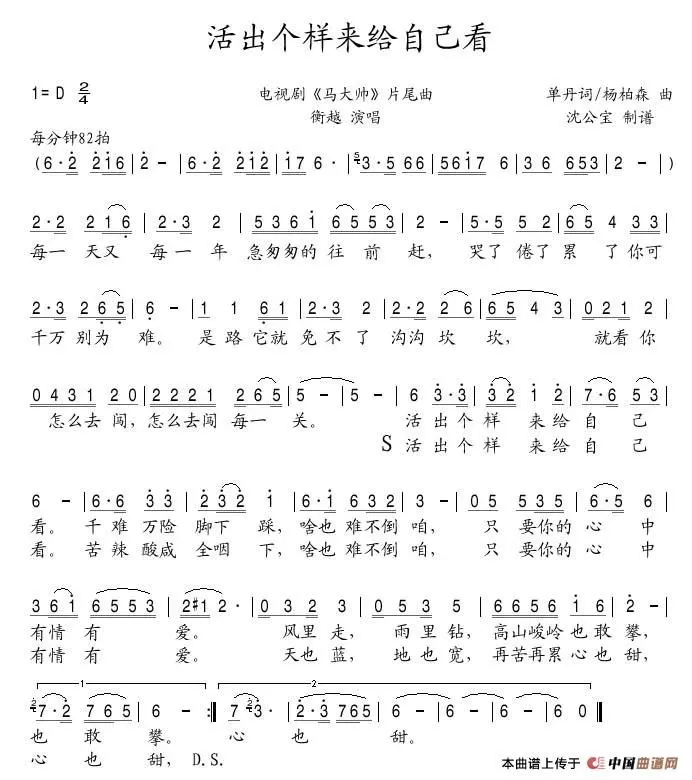 活出个样来给自己看
1=D 2/4
电视剧《马大帅》片尾曲
单丹词/杨柏森 曲
衡越 演唱
沈公宝 制谱
每分钟82拍
(6·2 216 | 2 - | 6·2 2212 | 176· | 3·5 66 | 5617 6 | 36 653 | 2 - | )
2·2 216 | 2·3 2 | 5361 6553 | 2 - | 5·5 52 | 65 4 33 |
每一 天又 每一年 急匆匆的 往前赶, 哭了 倦了 累了 你可
2·3 265 | 6· - | 1 1 61 | 2·3 2 | 2·2 26 | 65 43 | 021 2 |
千万 别为 难。 是路 它就 免不了 沟沟 坎坎, 就看你
0431 20 | 2221 2 | 265 | 5 - | 5 - | 6 3·3 | 32 1 2 | 7·6 53 |
怎么去闯, 怎么去闯 每一 关。 活出个样 来给自己
S 活出个样 来给自己
6 - | 6·6 33 | 232 1 | 6·1 632 | 3 - | 05 535 | 6·5 6 |
看。 千难 万险 脚下 踩, 啥也 难不倒 咱, 只 要你的 心中
看。 苦辣 酸咸 全咽 下, 啥也 难不倒 咱, 只 要你的 心中
361 6553 | 2#1 2· | 0 3 2 | 3 - | 0 5 3 | 5 - | 6656 1 6 | 2 - |
有情 有 爱。 风里 走, 雨里 钻, 高山峻岭 也敢 攀,
有情 有 爱。 天也 蓝, 地也 宽, 再苦再累 心也 甜,
1 2
7·2 765 | 6 - :| 7 3· | 2·3 765 | 6 - | 6 - | 6 - | 6 0 ‖
也敢 攀。 心 也 甜。
心也 甜, D.S.
本曲谱上传于 中国曲谱网